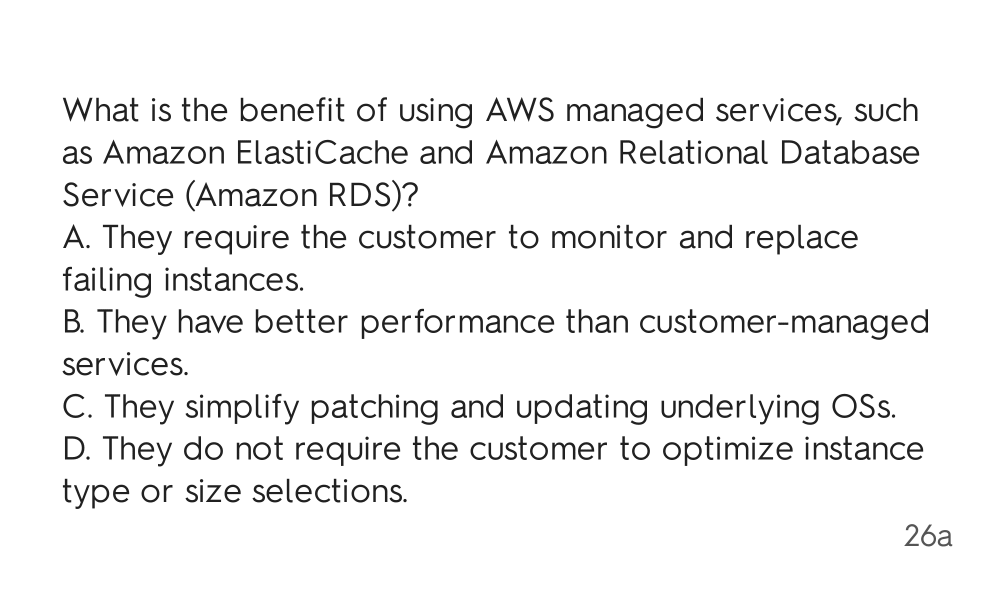 What is the benefit of using AWS managed services, such
as Amazon ElastiCache and Amazon Relational Database
Service (Amazon RDS)?
A. They require the customer to monitor and replace
failing instances.
B. They have better performance than customer-managed
services.
C. They simplify patching and updating underlying OSs.
D. They do not require the customer to optimize instance
type or size selections.
26a